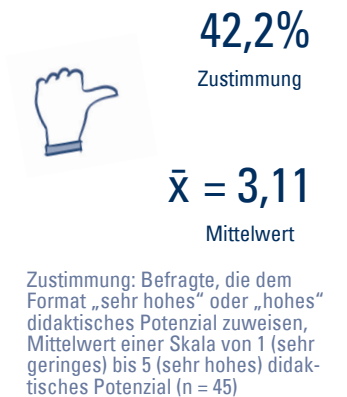 42,2%
Zustimmung
x̄ = 3,11
Mittelwert
Zustimmung: Befragte, die dem
Format „sehr hohes“ oder „hohes“
didaktisches Potenzial zuweisen,
Mittelwert einer Skala von 1 (sehr
geringes) bis 5 (sehr hohes) didak-
tisches Potenzial (n = 45)